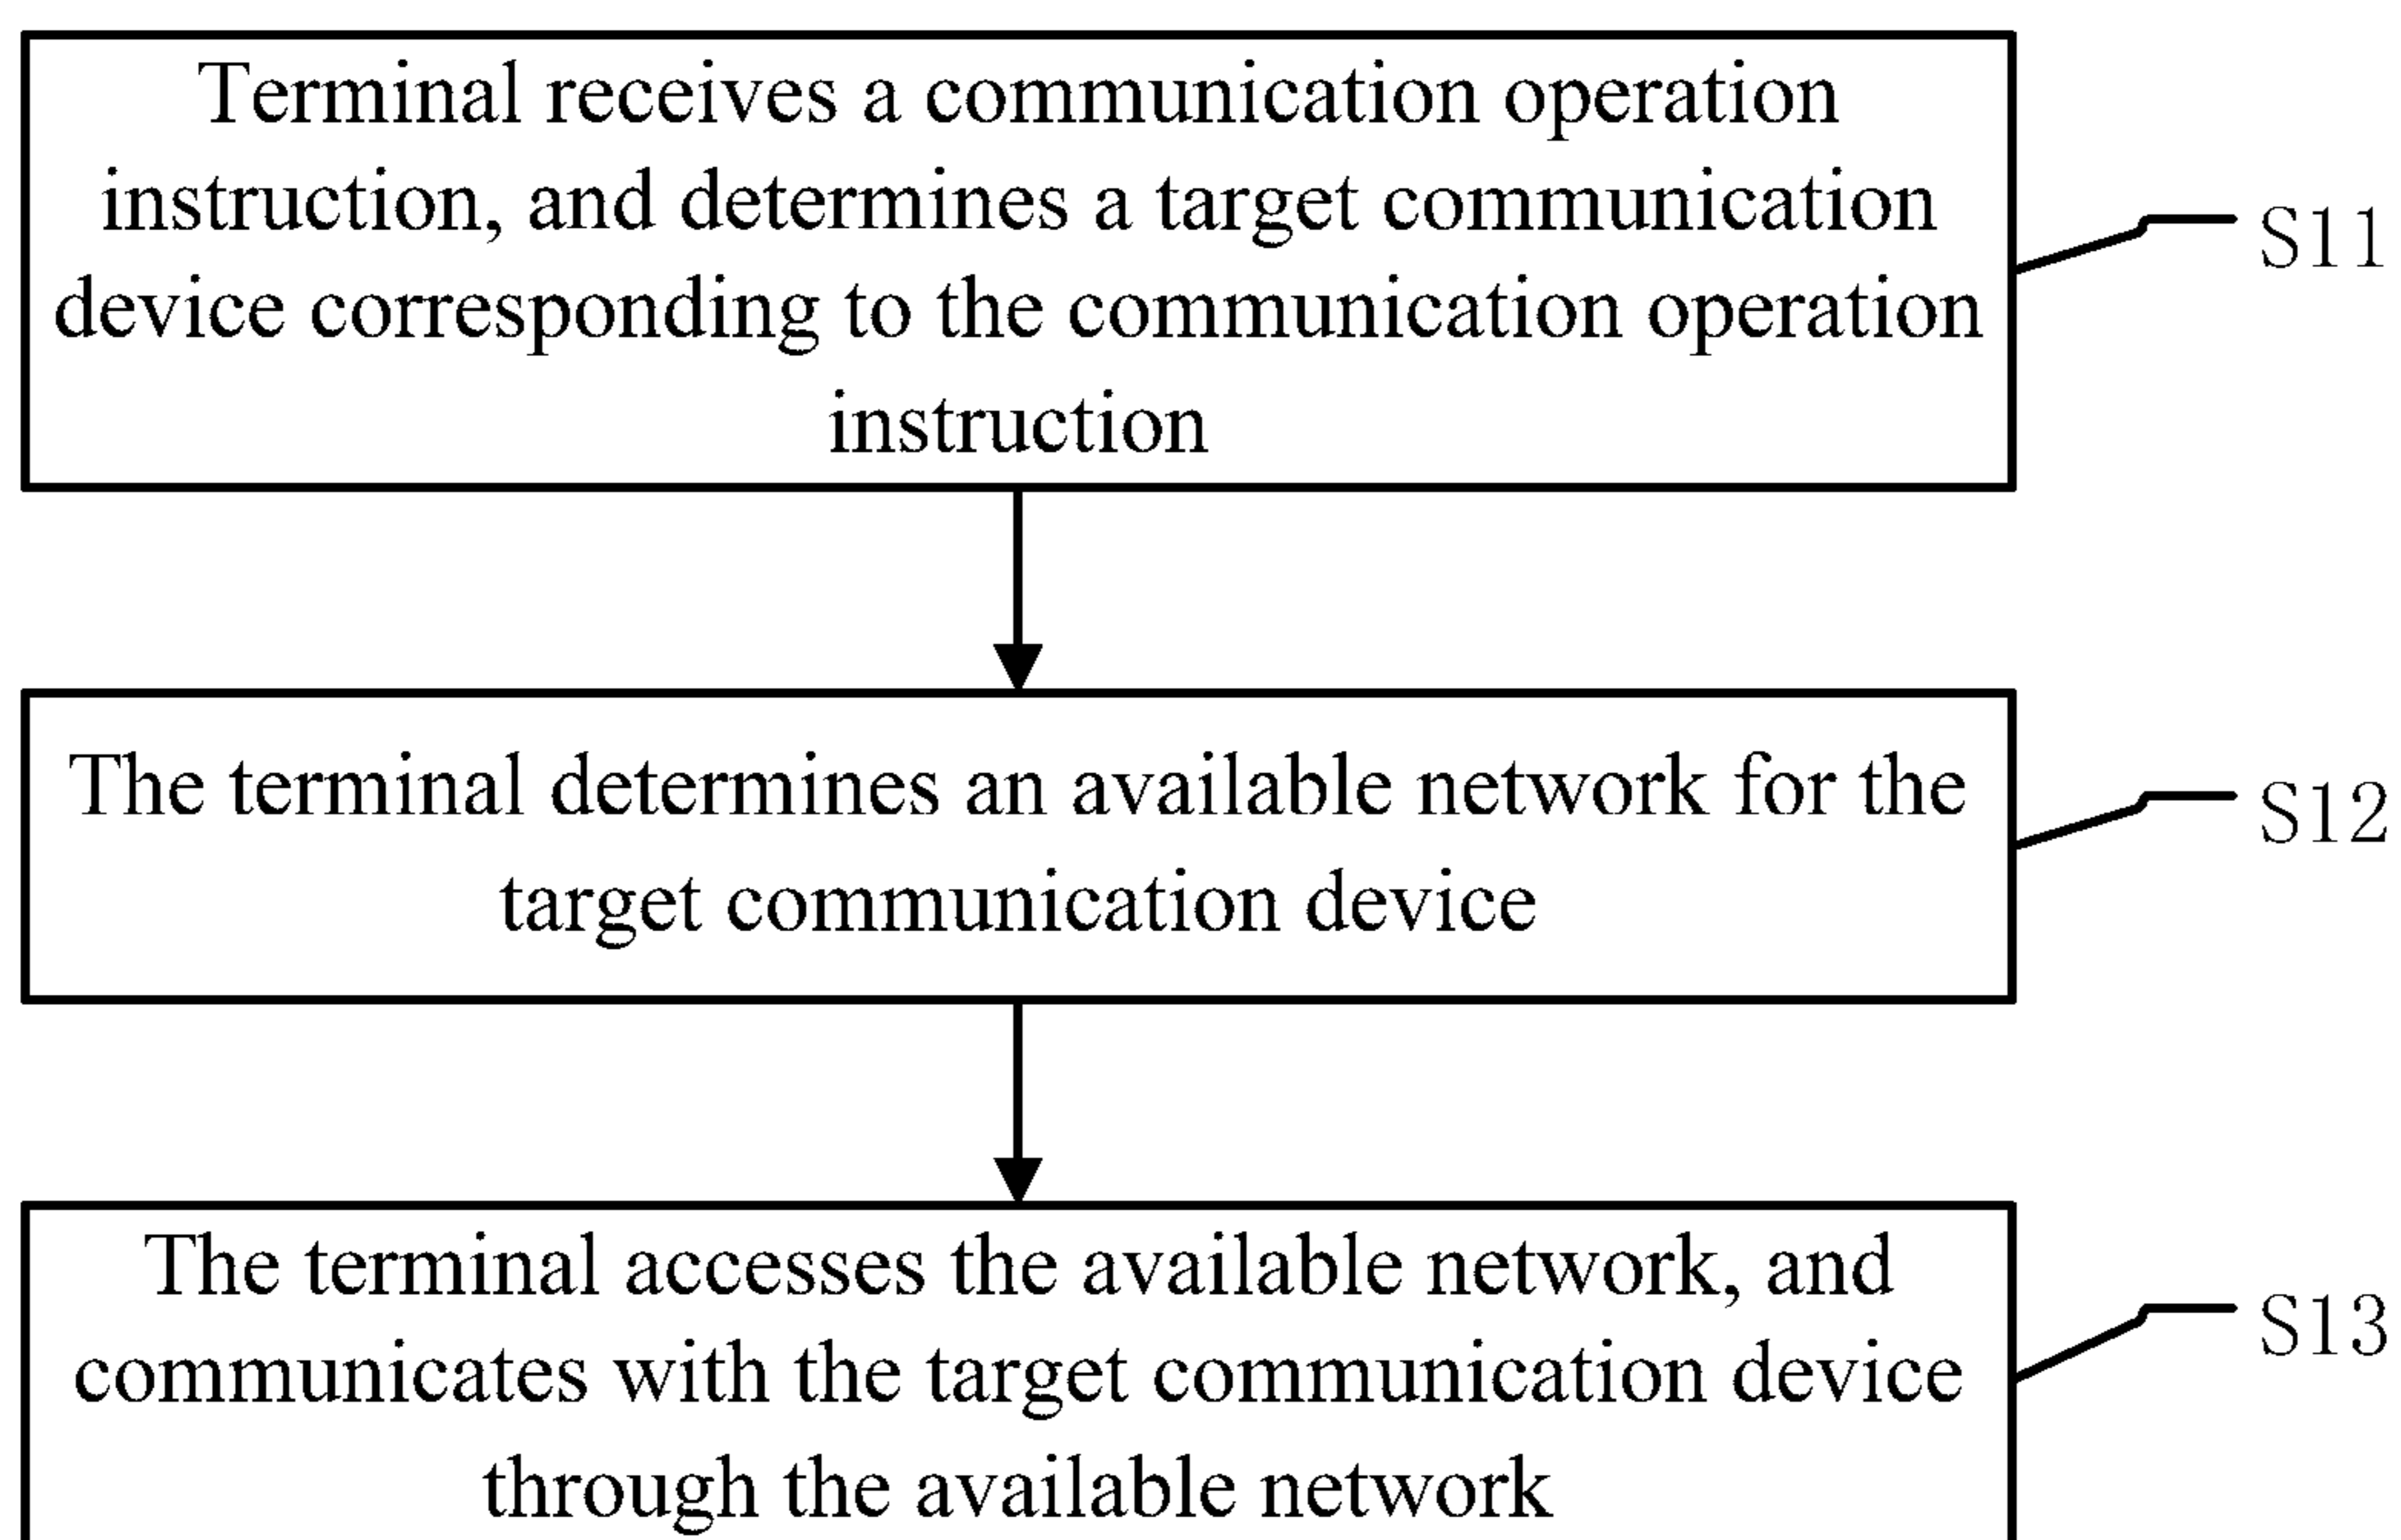 Terminal receives a communication operation
instruction, and determines a target communication
device corresponding to the communication operation
instruction
S11
The terminal determines an available network for the
target communication device
S12
The terminal accesses the available network, and
communicates with the target communication device
through the available network
S13